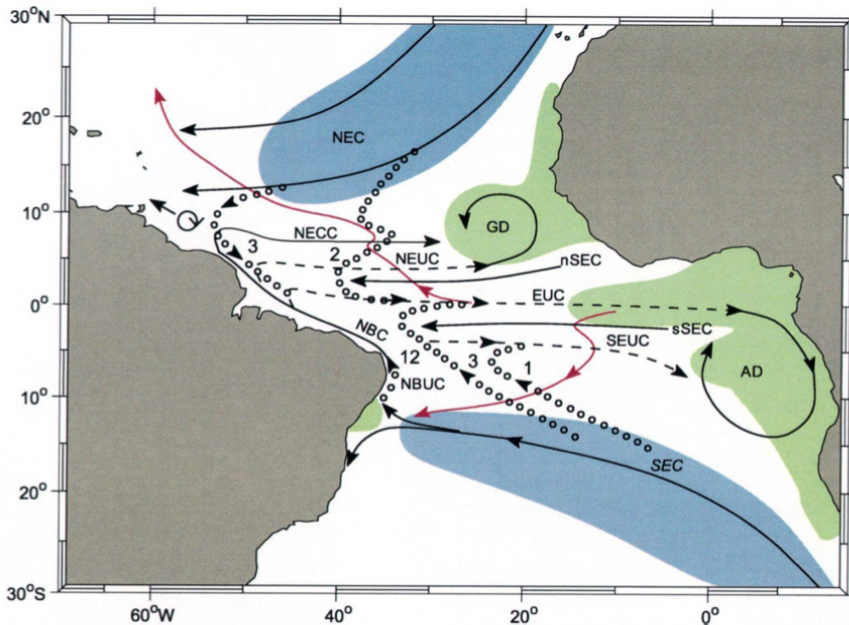 30°N
20°
10°
0°
10°
20°
30°S
60°W
40°
20°
0°
NEC
GD
NECC
3
2
NEUC
nSEC
EUC
sSEC
NBC
SEUC
12
3
1
NBUC
AD
SEC